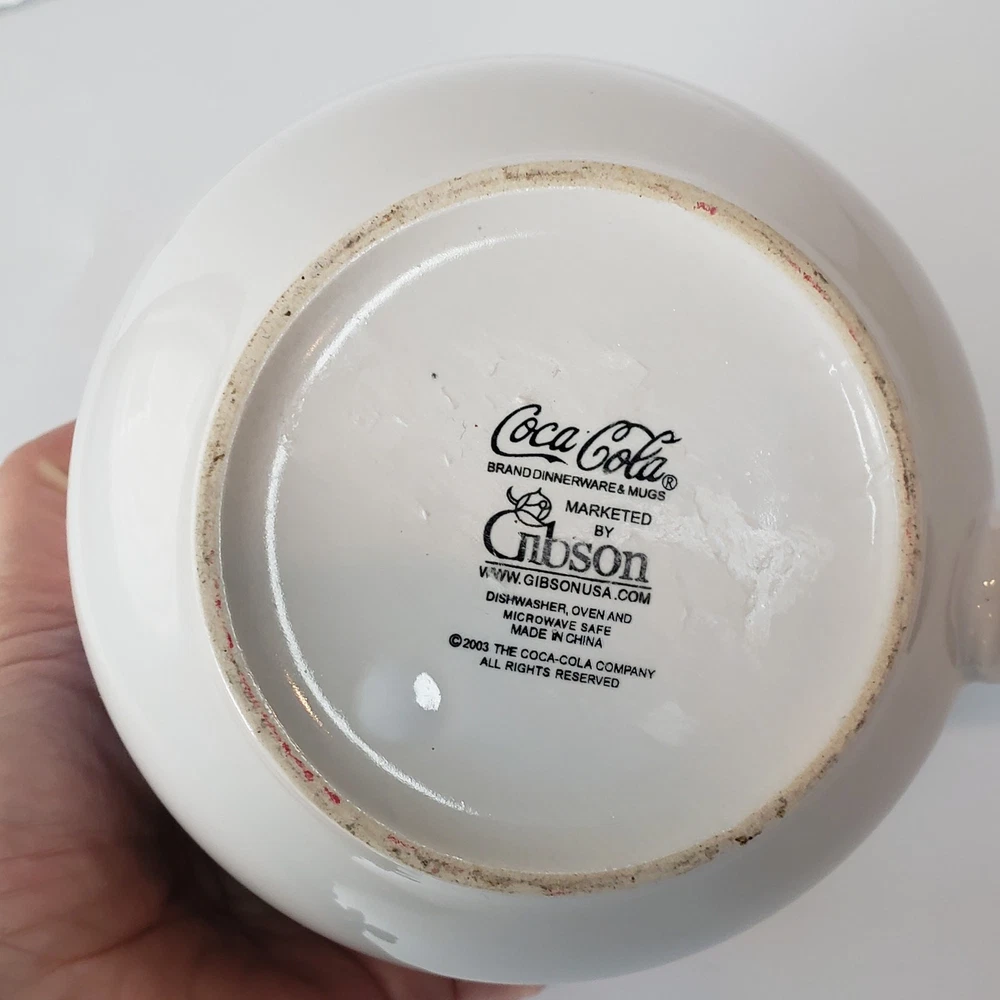 Coca-Cola®
BRAND DINNERWARE & MUGS
MARKETED
BY
Gibson
WWW.GIBSONUSA.COM
DISHWASHER, OVEN AND
MICROWAVE SAFE
MADE IN CHINA
©2003 THE COCA-COLA COMPANY
ALL RIGHTS RESERVED